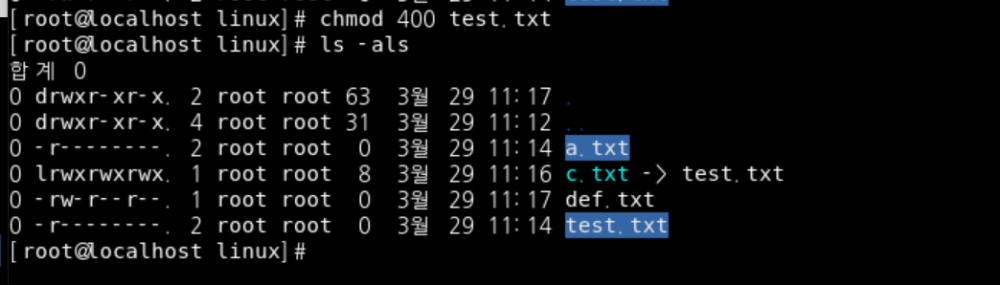 [root@localhost linux]# chmod 400 test.txt
[root@localhost linux]# ls -als
합계 0
0 drwxr-xr-x. 2 root root 63 3월 29 11:17 .
0 drwxr-xr-x. 4 root root 31 3월 29 11:12 ..
0 -r--------. 2 root root 0 3월 29 11:14 a.txt
0 lrwxrwxrwx. 1 root root 8 3월 29 11:16 c.txt -> test.txt
0 -rw-r--r--. 1 root root 0 3월 29 11:17 def.txt
0 -r--------. 2 root root 0 3월 29 11:14 test.txt
[root@localhost linux]#